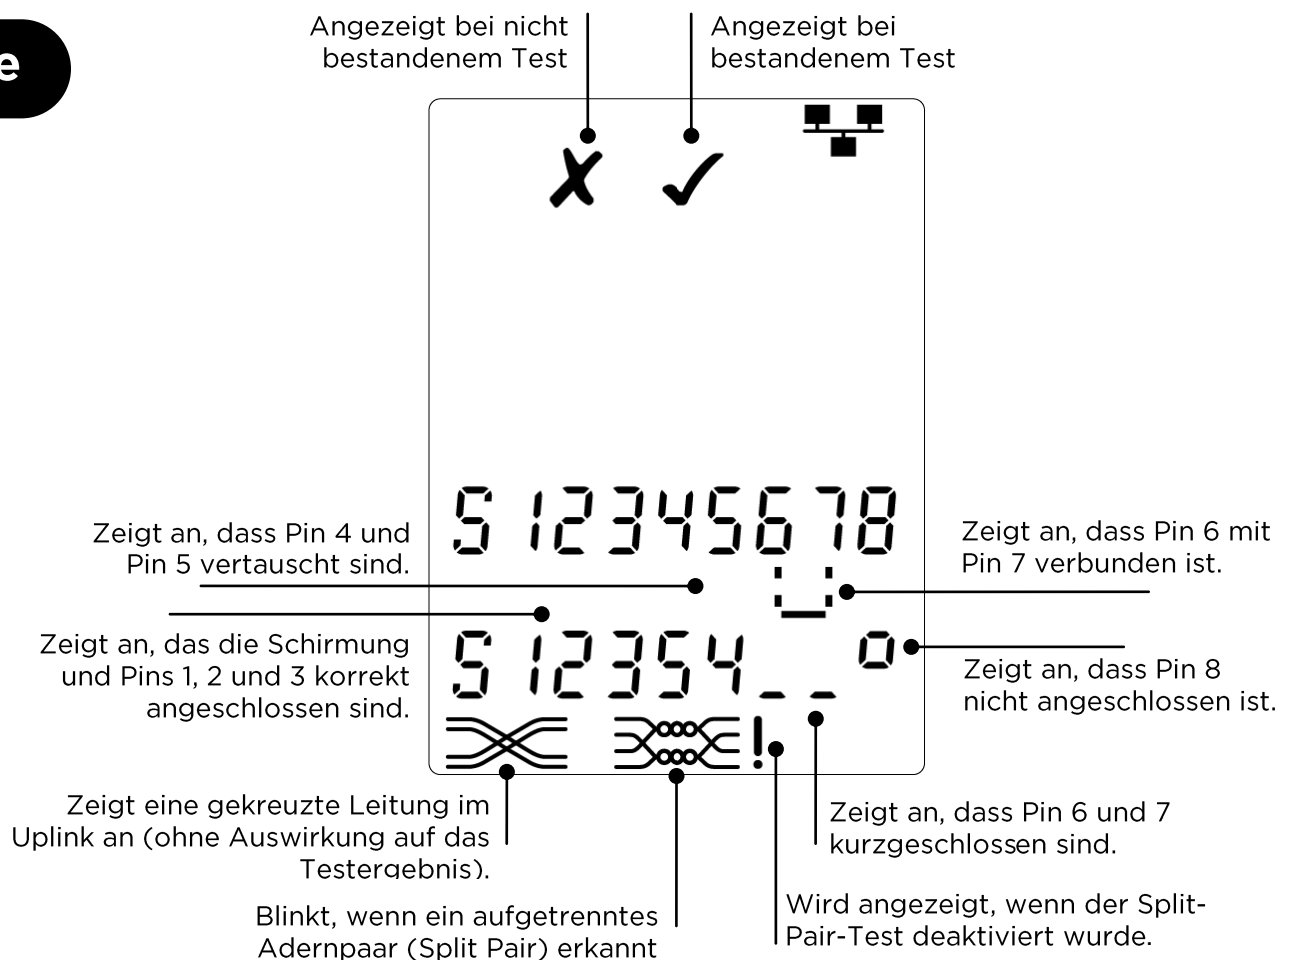 e
Angezeigt bei nicht
bestandenem Test
Angezeigt bei
bestandenem Test
S12345678
Zeigt an, dass Pin 4 und
Pin 5 vertauscht sind.
Zeigt an, dass Pin 6 mit
Pin 7 verbunden ist.
S12354_ _ o
Zeigt an, das die Schirmung
und Pins 1, 2 und 3 korrekt
angeschlossen sind.
Zeigt an, dass Pin 8
nicht angeschlossen ist.
!
Zeigt eine gekreuzte Leitung im
Uplink an (ohne Auswirkung auf das
Testergebnis).
Zeigt an, dass Pin 6 und 7
kurzgeschlossen sind.
Blinkt, wenn ein aufgetrenntes
Adernpaar (Split Pair) erkannt
Wird angezeigt, wenn der Split-
Pair-Test deaktiviert wurde.